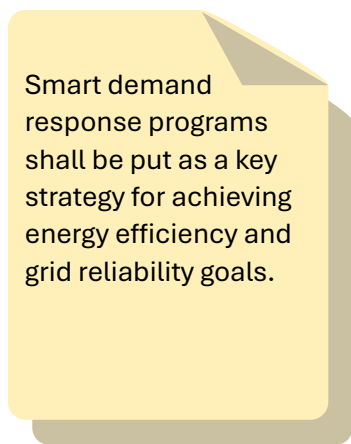 Smart demand
response programs
shall be put as a key
strategy for achieving
energy efficiency and
grid reliability goals.